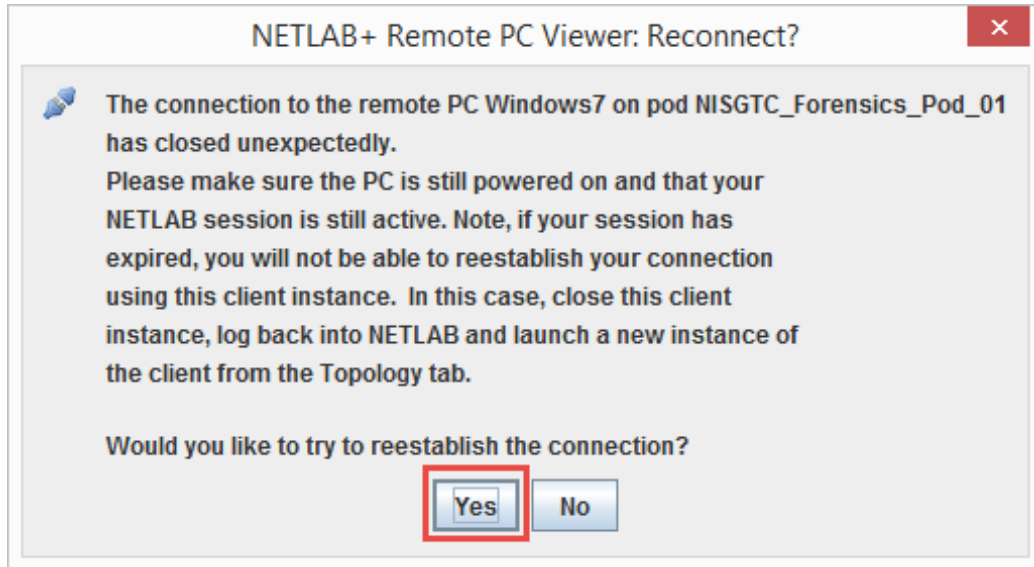 NETLAB+ Remote PC Viewer: Reconnect?
The connection to the remote PC Windows7 on pod NISGTC_Forensics_Pod_01
has closed unexpectedly.
Please make sure the PC is still powered on and that your
NETLAB session is still active. Note, if your session has
expired, you will not be able to reestablish your connection
using this client instance.  In this case, close this client
instance, log back into NETLAB and launch a new instance of
the client from the Topology tab.
Would you like to try to reestablish the connection?
Yes No